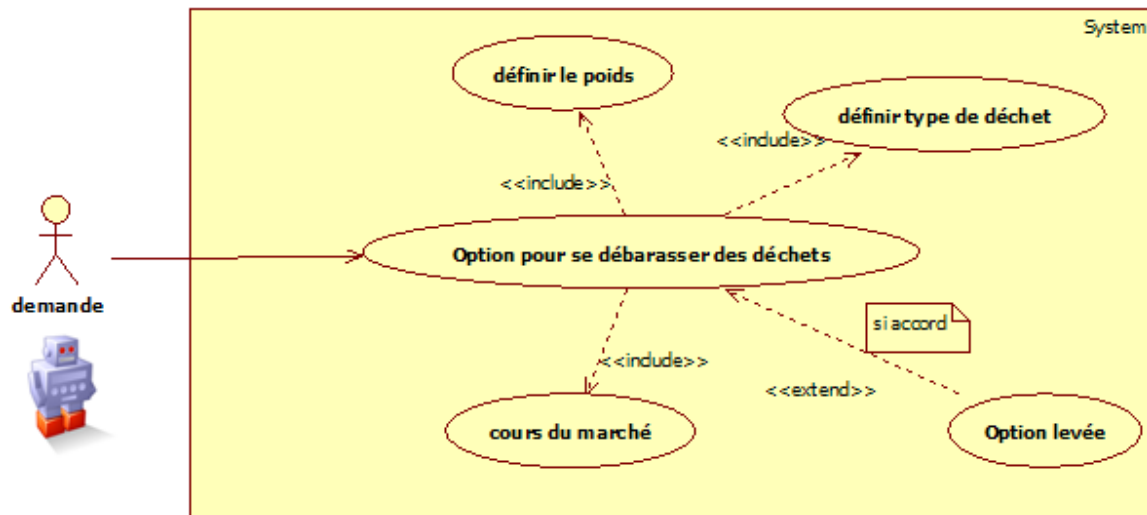 System
définir le poids
définir type de déchet
<<include>>
<<include>>
Option pour se débarasser des déchets
demande
si accord
<<include>>
<<extend>>
cours du marché
Option levée